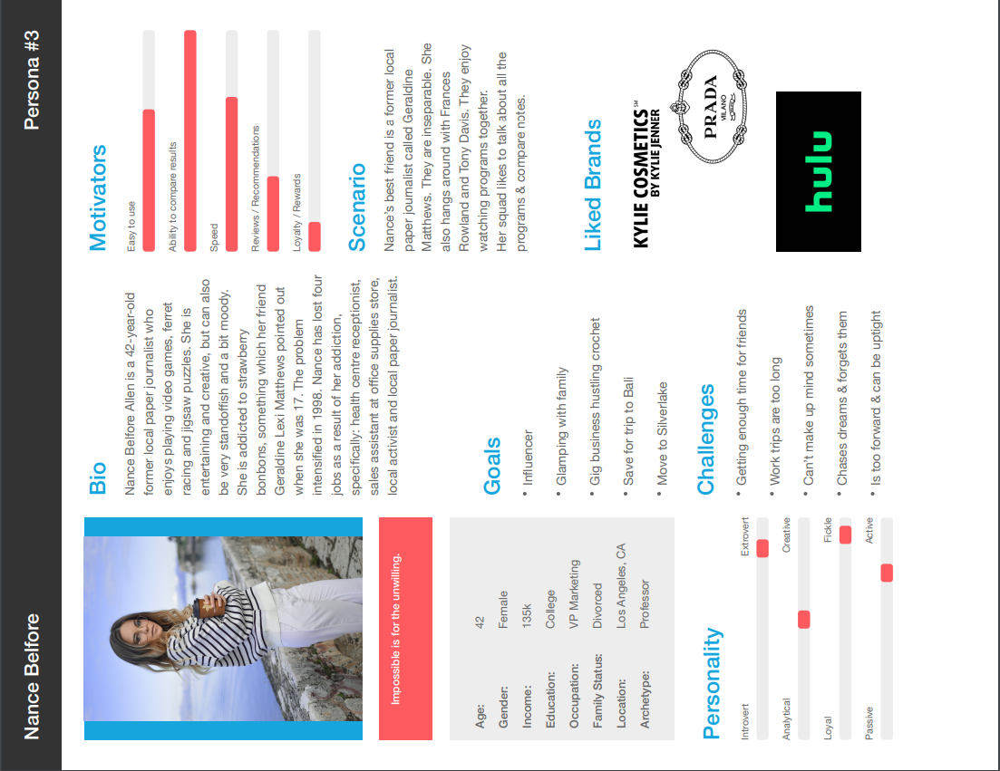 Nance Belfore
Persona #3
Impossible is for the unwilling.
Age: 42
Gender: Female
Income: 135k
Education: College
Occupation: VP Marketing
Family Status: Divorced
Location: Los Angeles, CA
Archetype: Professor
Personality
Introvert Extrovert
Analytical Creative
Loyal Fickle
Passive Active
Bio
Nance Belfore Allen is a 42-year-old
former local paper journalist who
enjoys playing video games, ferret
racing and jigsaw puzzles. She is
entertaining and creative, but can also
be very standoffish and a bit moody.
She is addicted to strawberry
bonbons, something which her friend
Geraldine Lexi Matthews pointed out
when she was 17. The problem
intensified in 1998. Nance has lost four
jobs as a result of her addiction,
specifically: health centre receptionist,
sales assistant at office supplies store,
local activist and local paper journalist.
Goals
• Influencer
• Glamping with family
• Gig business hustling crochet
• Save for trip to Bali
• Move to Silverlake
Challenges
• Getting enough time for friends
• Work trips are too long
• Can't make up mind sometimes
• Chases dreams & forgets them
• Is too forward & can be uptight
Motivators
Easy to use
Ability to compare results
Speed
Reviews / Recommendations
Loyalty / Rewards
Scenario
Nance's best friend is a former local
paper journalist called Geraldine
Matthews. They are inseparable. She
also hangs around with Frances
Rowland and Tony Davis. They enjoy
watching programs together.
Her squad likes to talk about all the
programs & compare notes.
Liked Brands
KYLIE COSMETICS℠
BY KYLIE JENNER
PRADA
MILANO
hulu